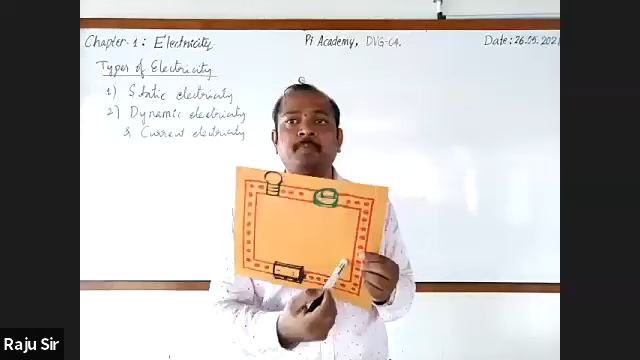 Chapter-1: Electricity
Pi Academy, DVG-04.
Date: 26.05.2021
Types of Electricity
1) Static electricity
2) Dynamic electricity
& Current electricity
Raju Sir